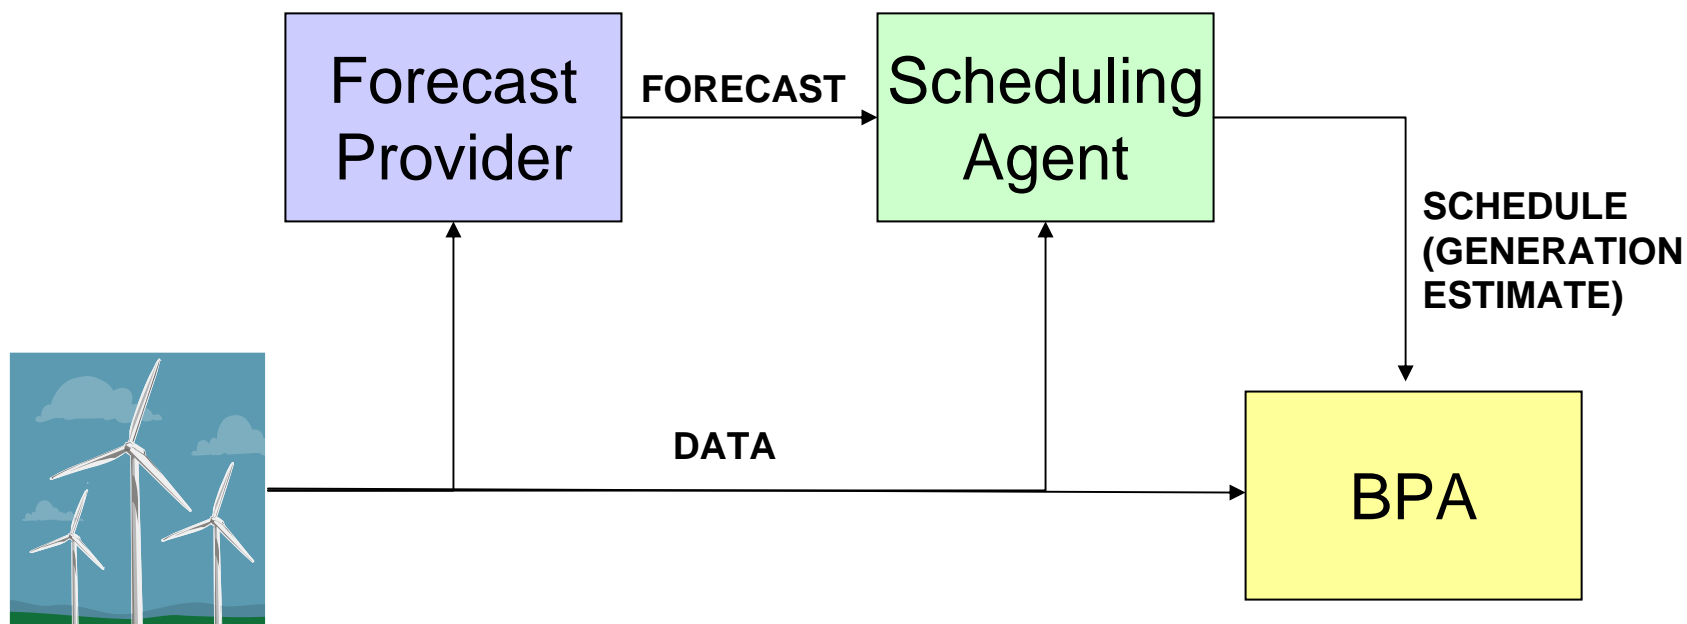 Forecast
Provider
FORECAST
Scheduling
Agent
SCHEDULE
(GENERATION
ESTIMATE)
DATA
BPA